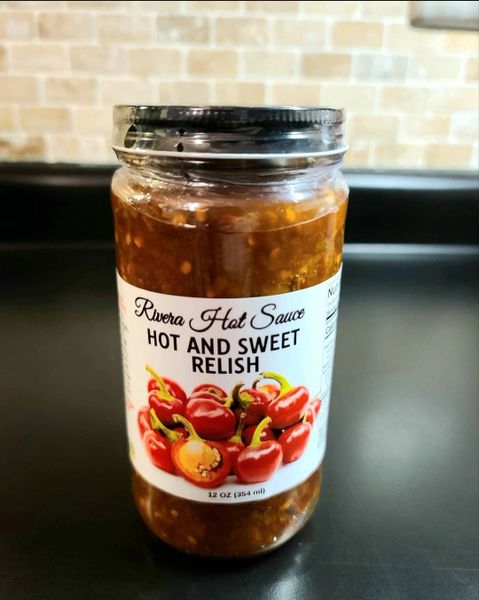 Rivera Hot Sauce
HOT AND SWEET
RELISH
12 OZ (354 ml)